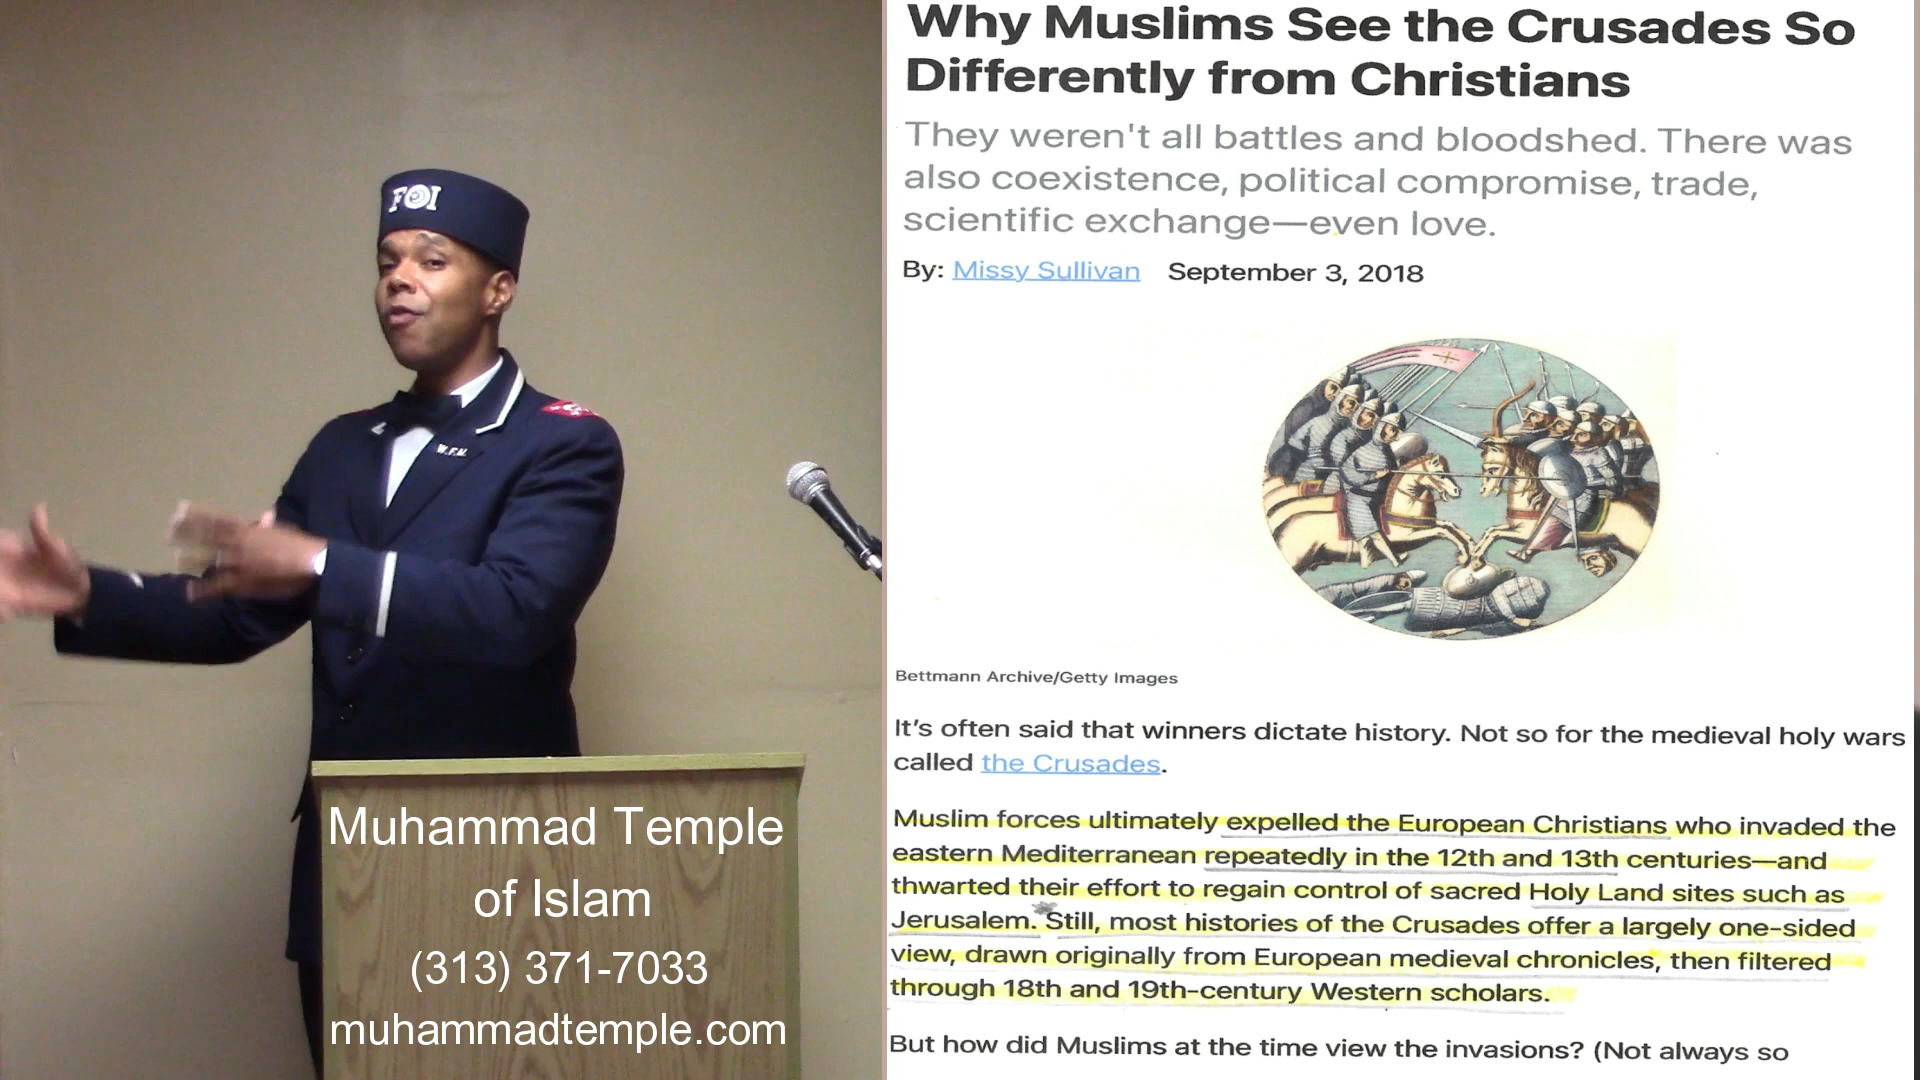 FOI
W.F.M.
Muhammad Temple
of Islam
(313) 371-7033
muhammadtemple.com
Why Muslims See the Crusades So
Differently from Christians
They weren't all battles and bloodshed. There was
also coexistence, political compromise, trade,
scientific exchange—even love.
By: Missy Sullivan September 3, 2018
Bettmann Archive/Getty Images
It's often said that winners dictate history. Not so for the medieval holy wars
called the Crusades.
Muslim forces ultimately expelled the European Christians who invaded the
eastern Mediterranean repeatedly in the 12th and 13th centuries—and
thwarted their effort to regain control of sacred Holy Land sites such as
Jerusalem. Still, most histories of the Crusades offer a largely one-sided
view, drawn originally from European medieval chronicles, then filtered
through 18th and 19th-century Western scholars.
But how did Muslims at the time view the invasions? (Not always so